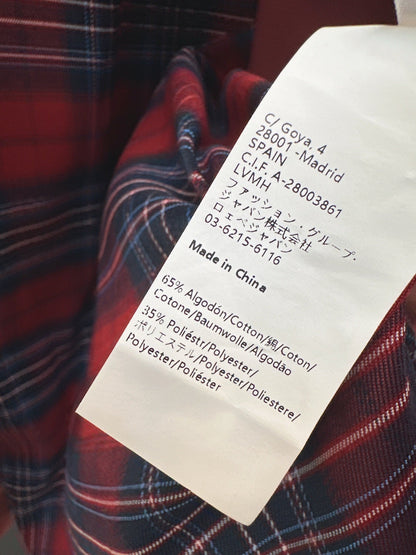 C/ Goya, 4
28001 -Madrid
SPAIN
C.I.F. A-28003861
LVMH
ファッション・グループ・
ジャパン株式会社
ロエベジャパン
03-6215-6116
Made in China
65% Algodón/Cotton/綿/Coton/
Cotone/Baumwolle/Algodão
35% Poliéstr/Polyester/
ポリエステル/Polyester/Poliestere/
Polyester/Poliéster